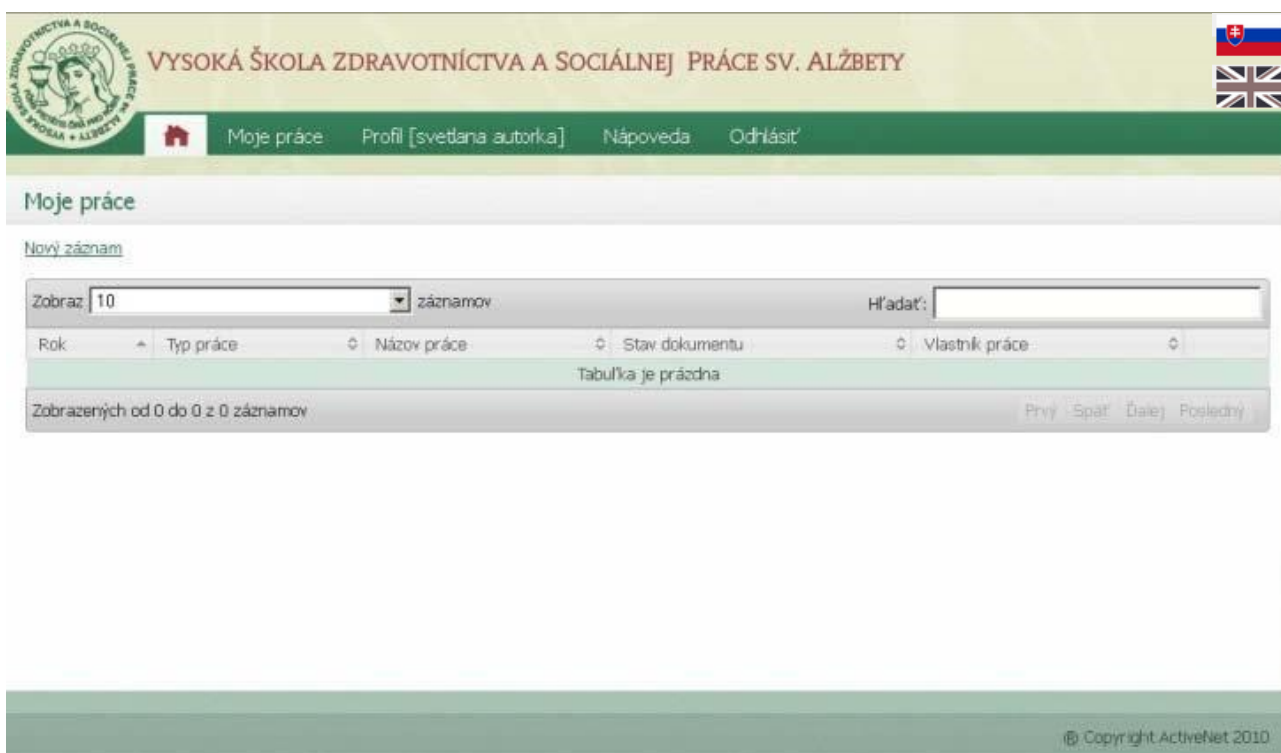 VYSOKÁ ŠKOLA ZDRAVOTNÍCTVA A SOCIÁLNEJ PRÁCE SV. ALŽBETY
Moje práce Profil [svetlana autorka] Nápoveda Odhlásiť
Moje práce
Nový záznam
Zobraz 10 záznamov Hľadať:
Rok Typ práce Názov práce Stav dokumentu Vlastník práce
Tabuľka je prázdna
Zobrazených od 0 do 0 z 0 záznamov Prvý Späť Ďalej Posledný
© Copyright ActiveNet 2010